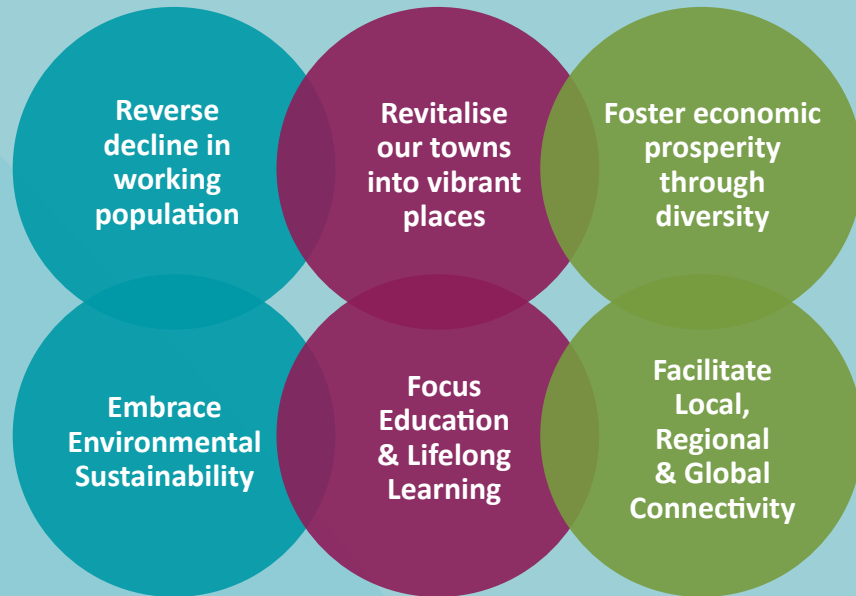 Reverse
decline in
working
population
Revitalise
our towns
into vibrant
places
Foster economic
prosperity
through
diversity
Embrace
Environmental
Sustainability
Focus
Education
& Lifelong
Learning
Facilitate
Local,
Regional
& Global
Connectivity